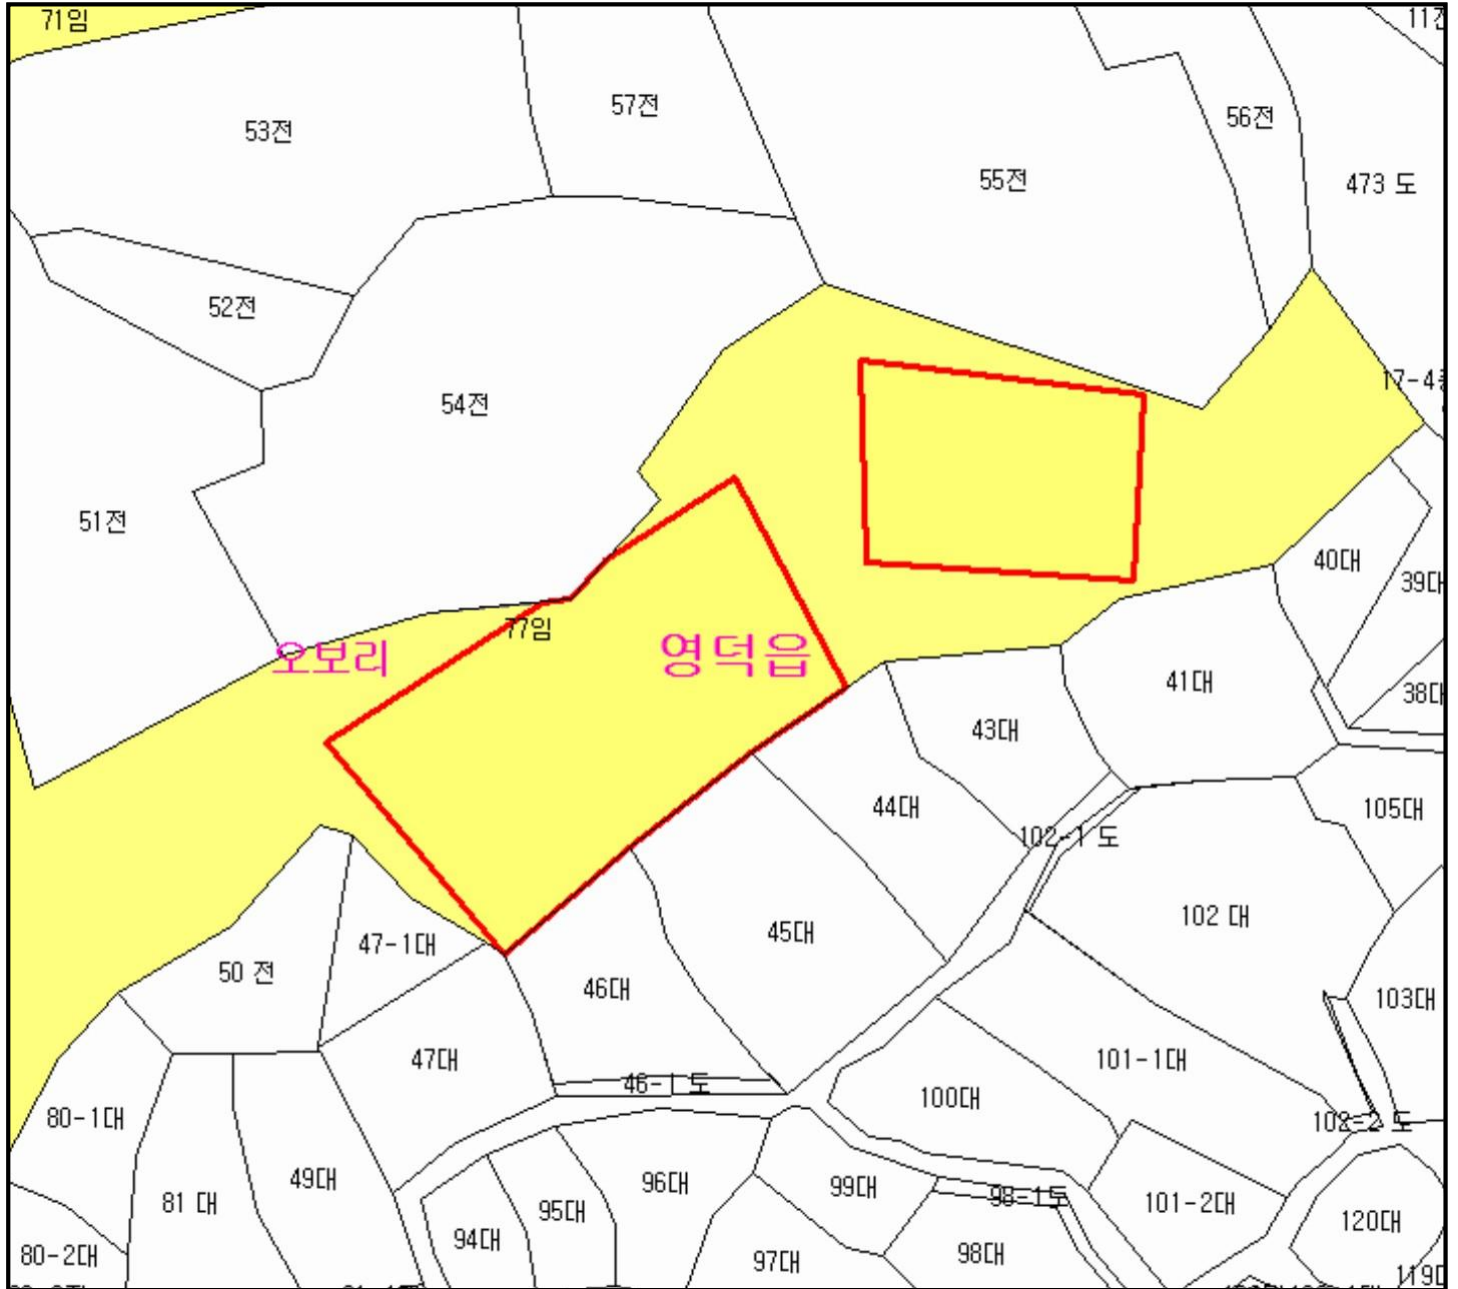 71임
57전
53전
56전
55전
473 도
52전
17-4
54전
51전
40대
39대
77임
오보리
영덕읍
41대
38대
43대
44대
105대
102-1 도
102 대
45대
47-1대
50 전
46대
103대
47대
101-1대
46-1 도
100대
80-1대
102-2 도
49대
96대
99대
98-1도
81 대
101-2대
95대
120대
94대
80-2대
97대
98대